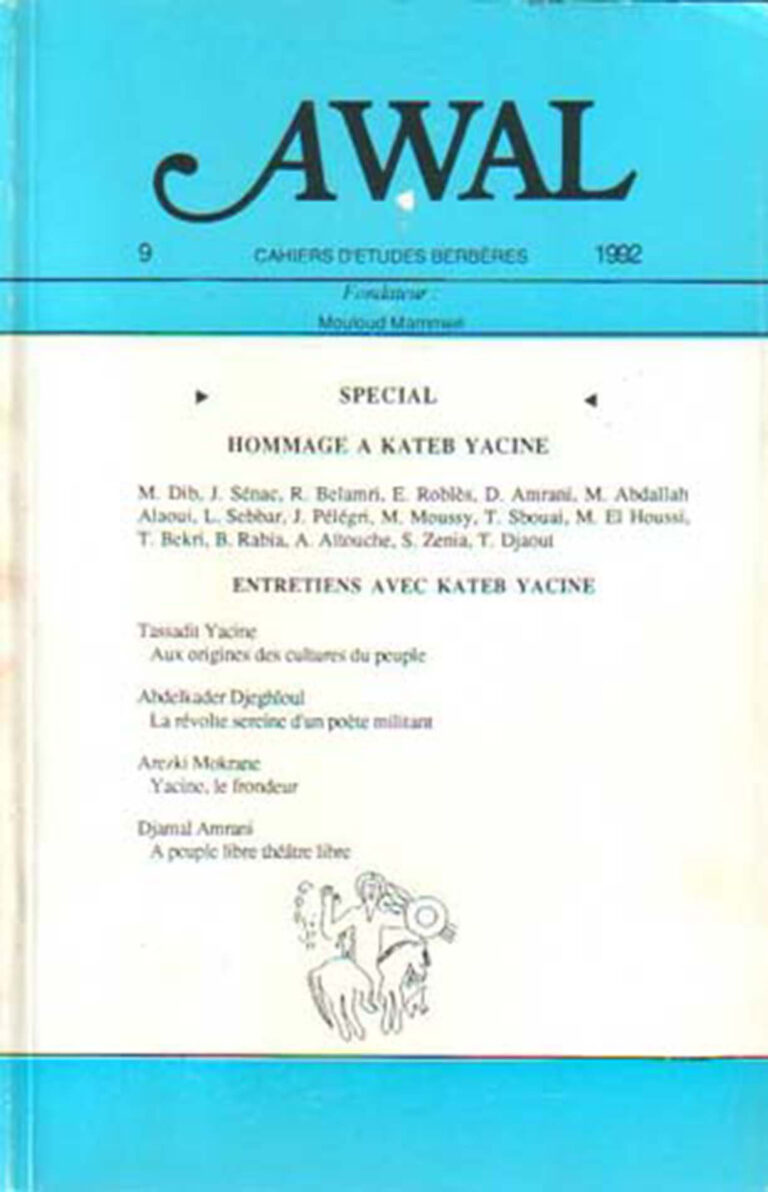 AWAL
9 CAHIERS D'ETUDES BERBÈRES 1992
Fondateur :
Mouloud Mammeri
SPECIAL
HOMMAGE A KATEB YACINE
M. Dib, J. Sénac, R. Belamri, E. Roblès, D. Amrani, M. Abdallah
Alaoui, L. Sebbar, J. Pélégri, M. Moussy, T. Sbouai, M. El Houssi,
T. Bekri, B. Rabia, A. Aïtouche, S. Zenia, T. Djaout
ENTRETIENS AVEC KATEB YACINE
Tassadit Yacine
Aux origines des cultures du peuple
Abdelkader Djeghloul
La révolte sereine d'un poète militant
Arezki Mokrane
Yacine, le frondeur
Djamal Amrani
A peuple libre théâtre libre